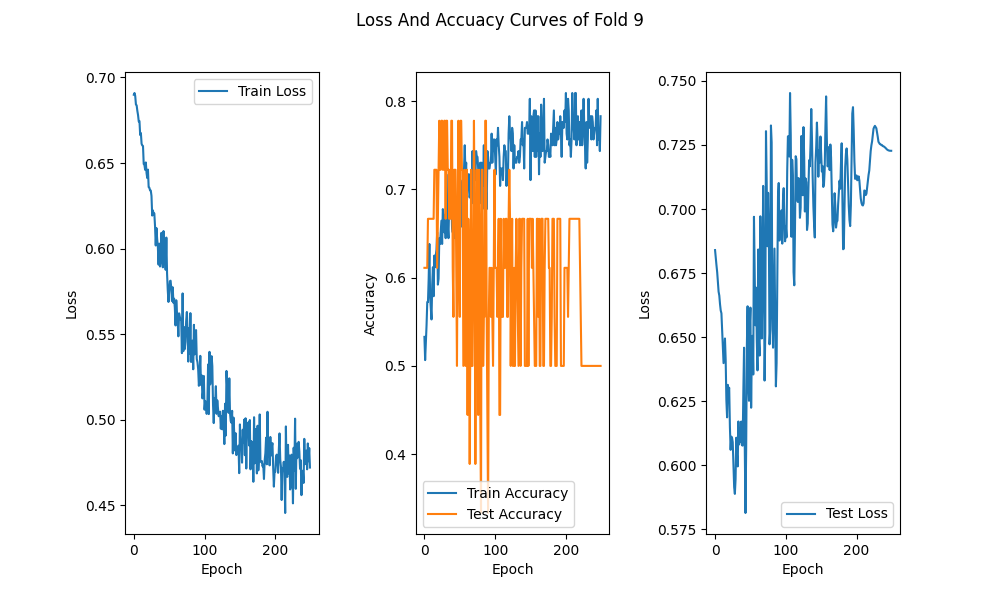 Loss And Accuacy Curves of Fold 9
0.70
0.65
0.60
0.55
0.50
0.45
Loss
0
100
200
Epoch
Train Loss
0.8
0.7
0.6
0.5
0.4
Accuracy
0
100
200
Epoch
Train Accuracy
Test Accuracy
0.750
0.725
0.700
0.675
0.650
0.625
0.600
0.575
Loss
0
100
200
Epoch
Test Loss